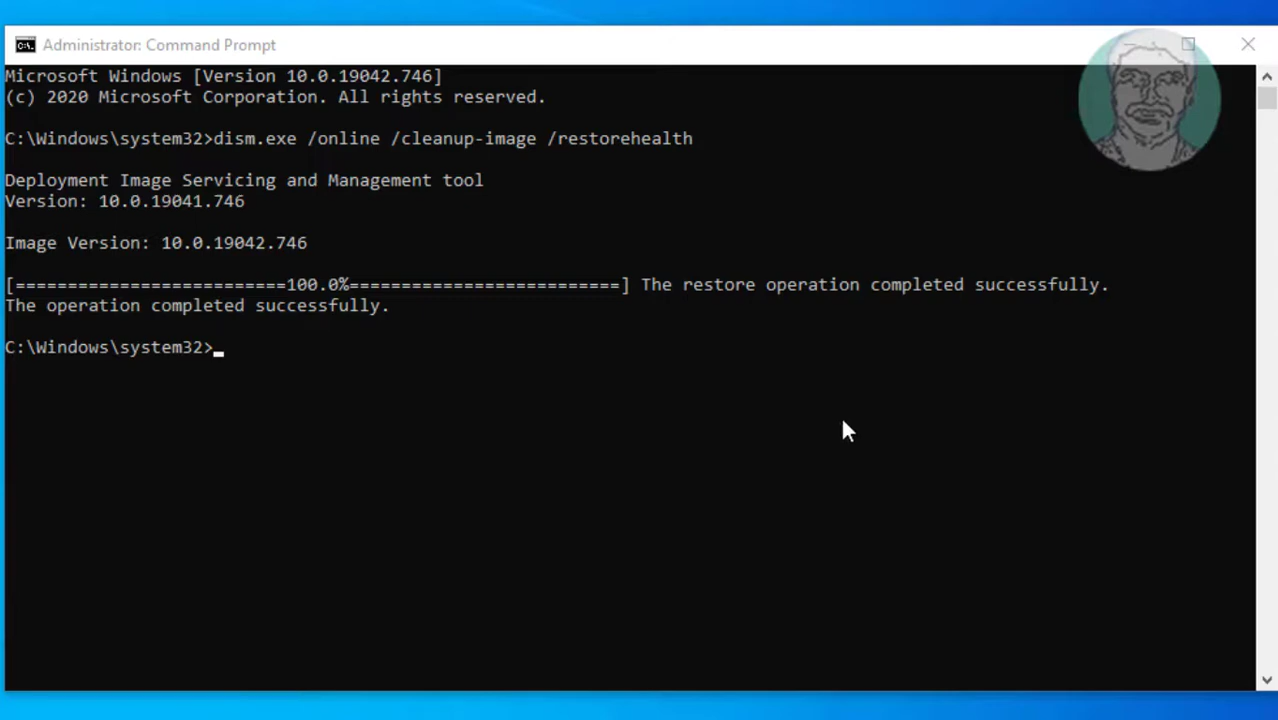 Administrator: Command Prompt
Microsoft Windows [Version 10.0.19042.746]
(c) 2020 Microsoft Corporation. All rights reserved.
C:\Windows\system32>dism.exe /online /cleanup-image /restorehealth
Deployment Image Servicing and Management tool
Version: 10.0.19041.746
Image Version: 10.0.19042.746
[==========================100.0%==========================] The restore operation completed successfully.
The operation completed successfully.
C:\Windows\system32>